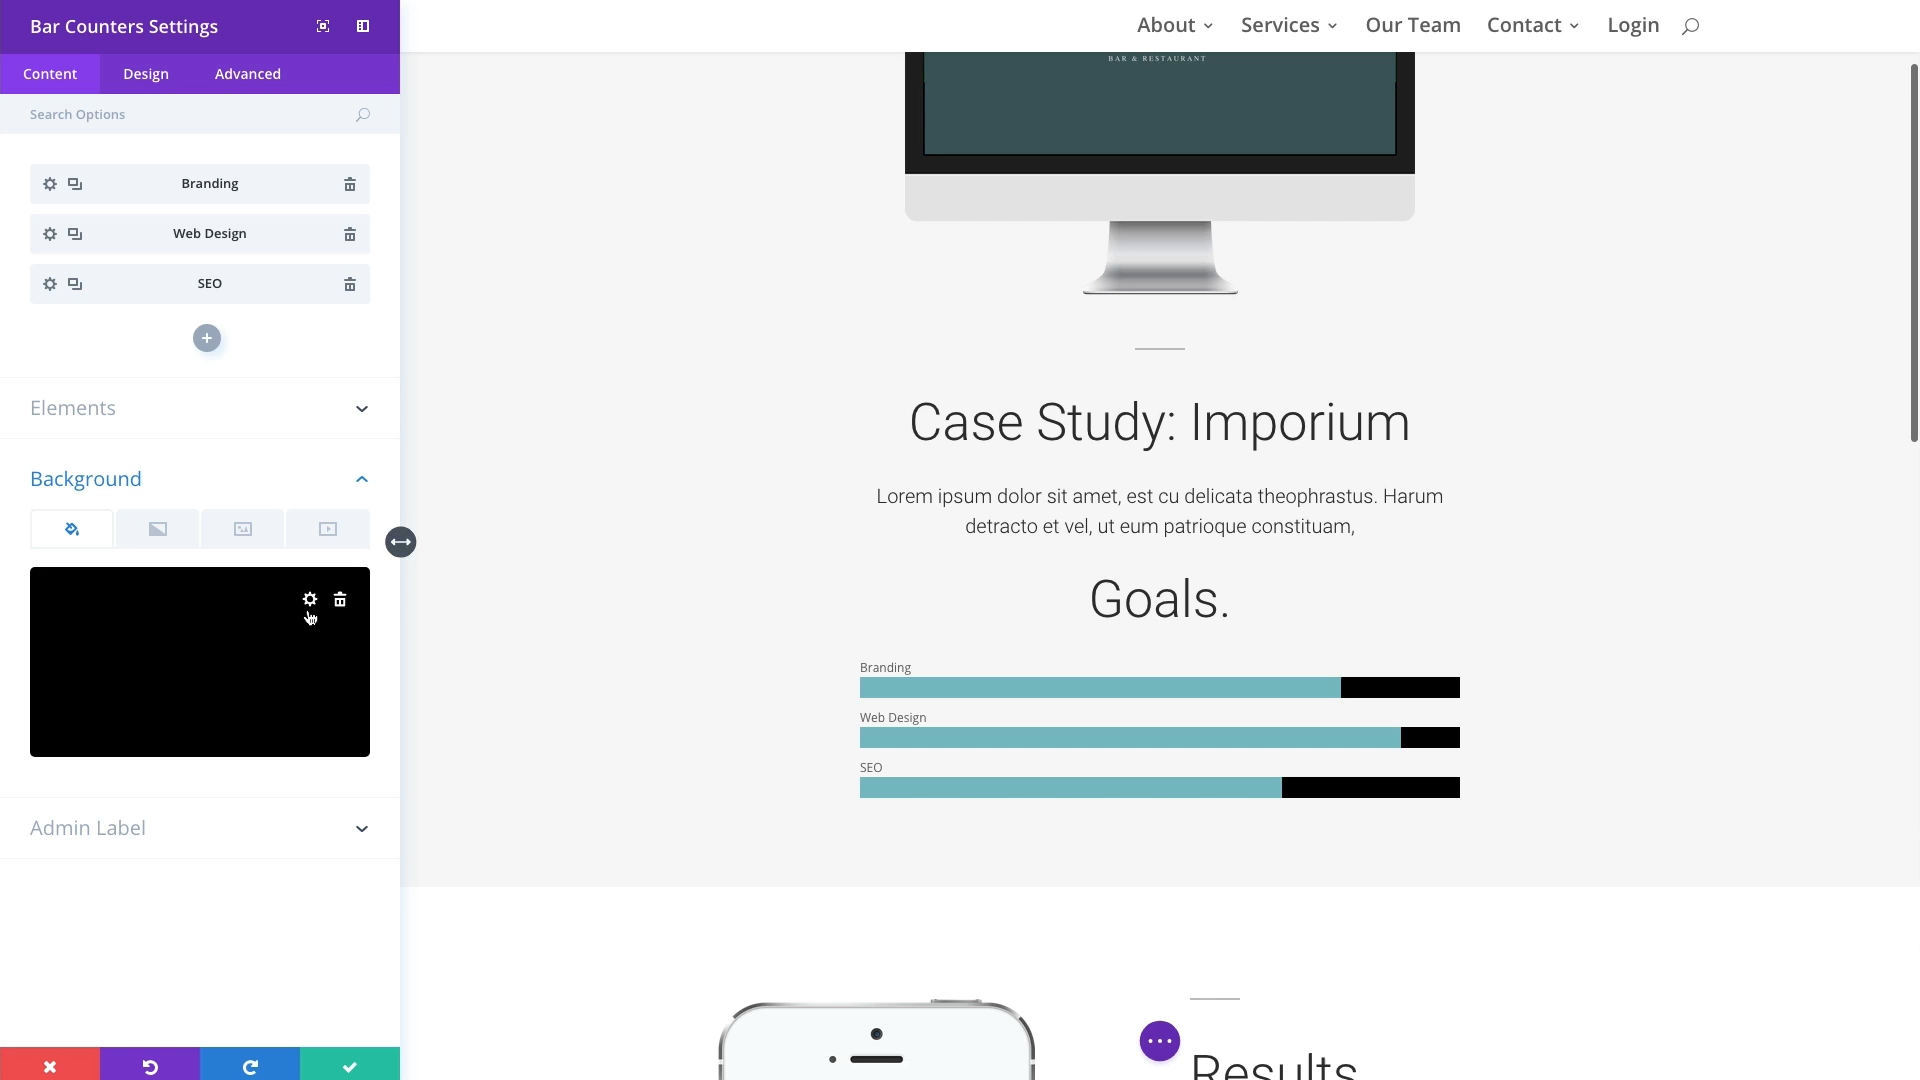 Bar Counters Settings
Content
Design
Advanced
Search Options
Branding
Web Design
SEO
Elements
Background
Admin Label
About
Services
Our Team
Contact
Login
BAR & RESTAURANT
Case Study: Imporium
Lorem ipsum dolor sit amet, est cu delicata theophrastus. Harum
detracto et vel, ut eum patrioque constituam,
Goals.
Branding
Web Design
SEO
Results